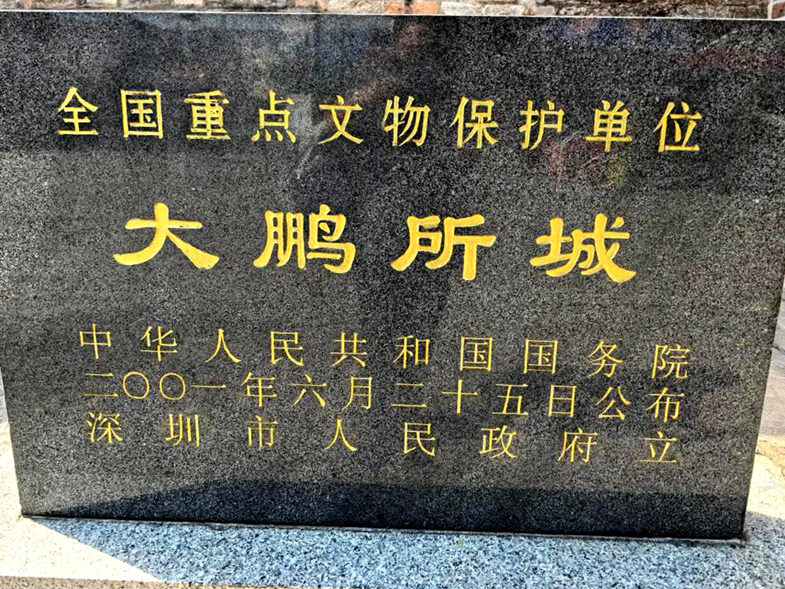 全国重点文物保护单位
大鹏所城
中华人民共和国国务院
二〇〇一年六月二十五日公布
深圳市人民政府立